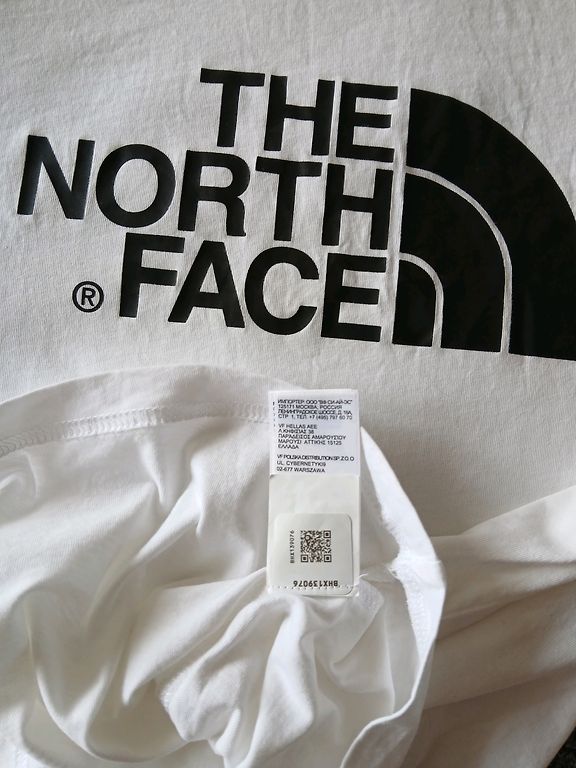 THE
NORTH
FACE
®
ИМПОРТЕР: ООО "ВФ СИ-АЙ-ЭС"
125171 МОСКВА, РОССИЯ
ЛЕНИНГРАДСКОЕ ШОССЕ, Д. 16А,
СТР. 1, ТЕЛ. +7 (495) 797 60 70
VF HELLAS AEE
Λ.ΚΗΦΙΣΙΑΣ 38
ΠΑΡΑΔΕΙΣΟΣ ΑΜΑΡΟΥΣΙΟΥ
ΜΑΡΟΥΣΙ ΑΤΤΙΚΗΣ 15125
ΕΛΛΑΔΑ
VF POLSKA DISTRIBUTION SP. Z O. O
UL. CYBERNETYKI9
02-677 WARSZAWA
BHX139076
BHX139076